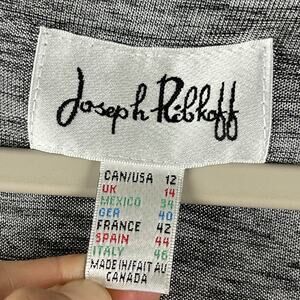 Joseph Ribkoff
CAN/USA 12
UK 14
MEXICO 34
GER 40
FRANCE 42
SPAIN 44
ITALY 46
MADE IN/FAIT AU
CANADA